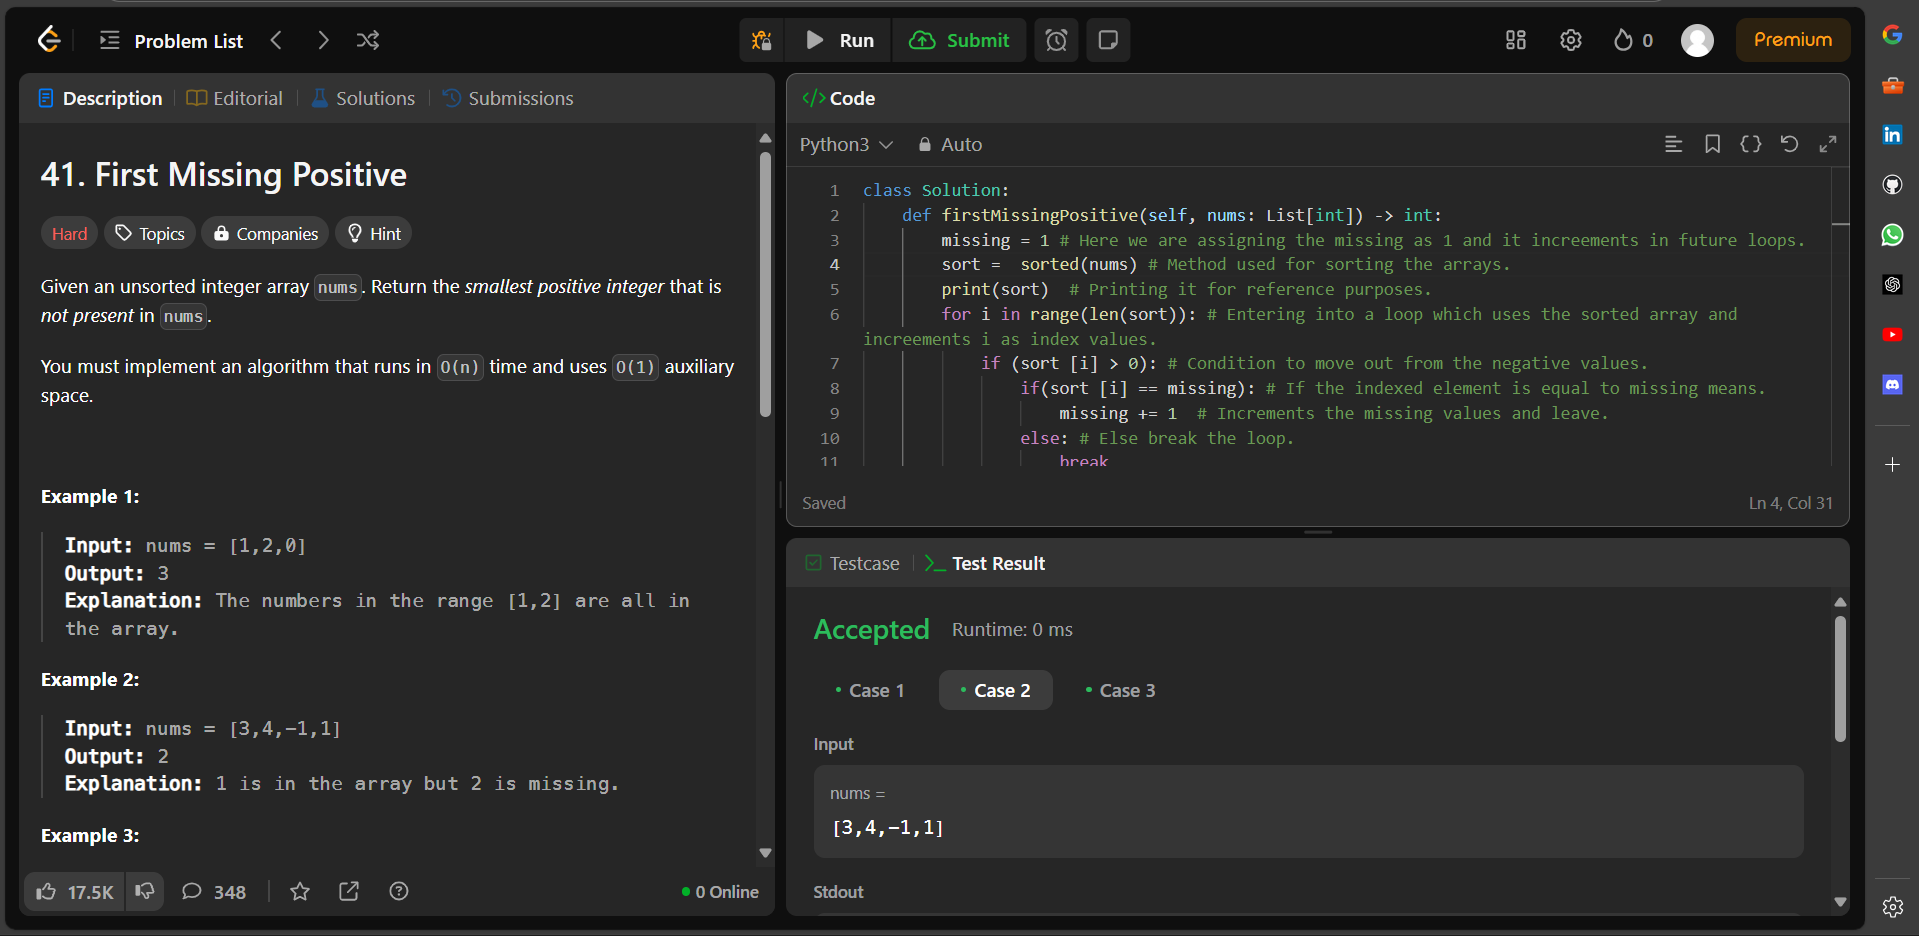 Problem List
Run
Submit
0
Premium
Description
Editorial
Solutions
Submissions
41. First Missing Positive
Hard
Topics
Companies
Hint
Given an unsorted integer array nums. Return the smallest positive integer that is
not present in nums.
You must implement an algorithm that runs in O(n) time and uses O(1) auxiliary
space.
Example 1:
Input: nums = [1,2,0]
Output: 3
Explanation: The numbers in the range [1,2] are all in
the array.
Example 2:
Input: nums = [3,4,-1,1]
Output: 2
Explanation: 1 is in the array but 2 is missing.
Example 3:
17.5K
348
0 Online
</> Code
Python3
Auto
1 class Solution:
2 def firstMissingPositive(self, nums: List[int]) -> int:
3 missing = 1 # Here we are assigning the missing as 1 and it increements in future loops.
4 sort =  sorted(nums) # Method used for sorting the arrays.
5 print(sort)  # Printing it for reference purposes.
6 for i in range(len(sort)): # Entering into a loop which uses the sorted array and
increements i as index values.
7 if (sort [i] > 0): # Condition to move out from the negative values.
8 if(sort [i] == missing): # If the indexed element is equal to missing means.
9 missing += 1  # Increments the missing values and leave.
10 else: # Else break the loop.
11 break
Saved
Ln 4, Col 31
Testcase
Test Result
Accepted
Runtime: 0 ms
Case 1
Case 2
Case 3
Input
nums =
[3,4,-1,1]
Stdout